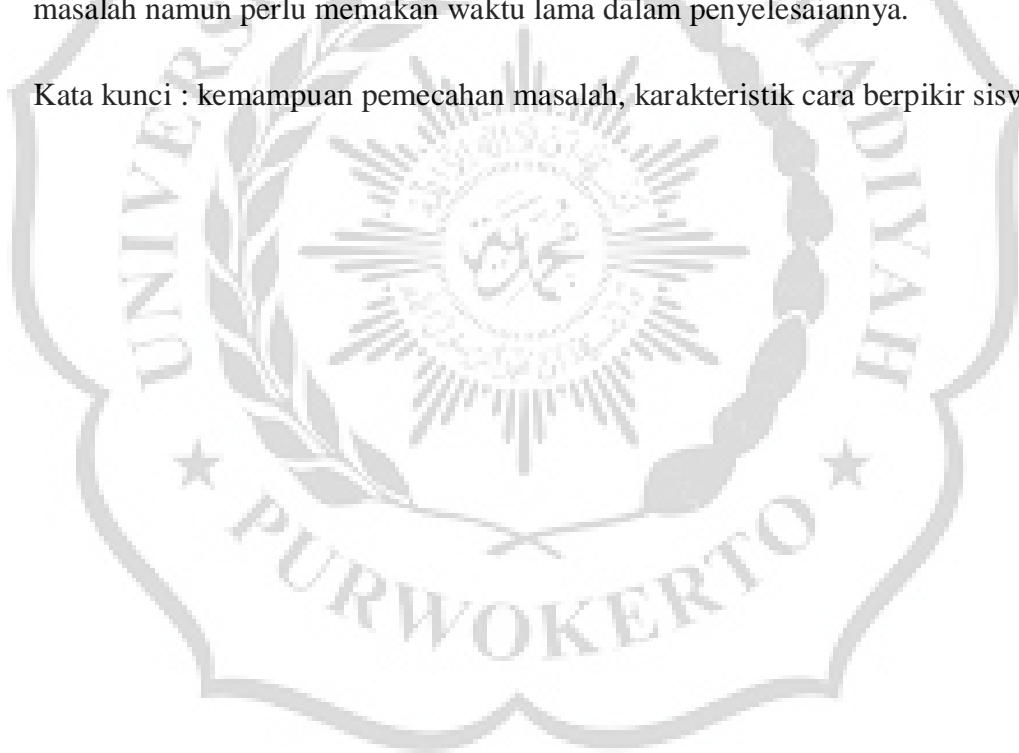 masalah namun perlu memakan waktu lama dalam penyelesaiannya.
Kata kunci : kemampuan pemecahan masalah, karakteristik cara berpikir sisw
PURWOKERTO